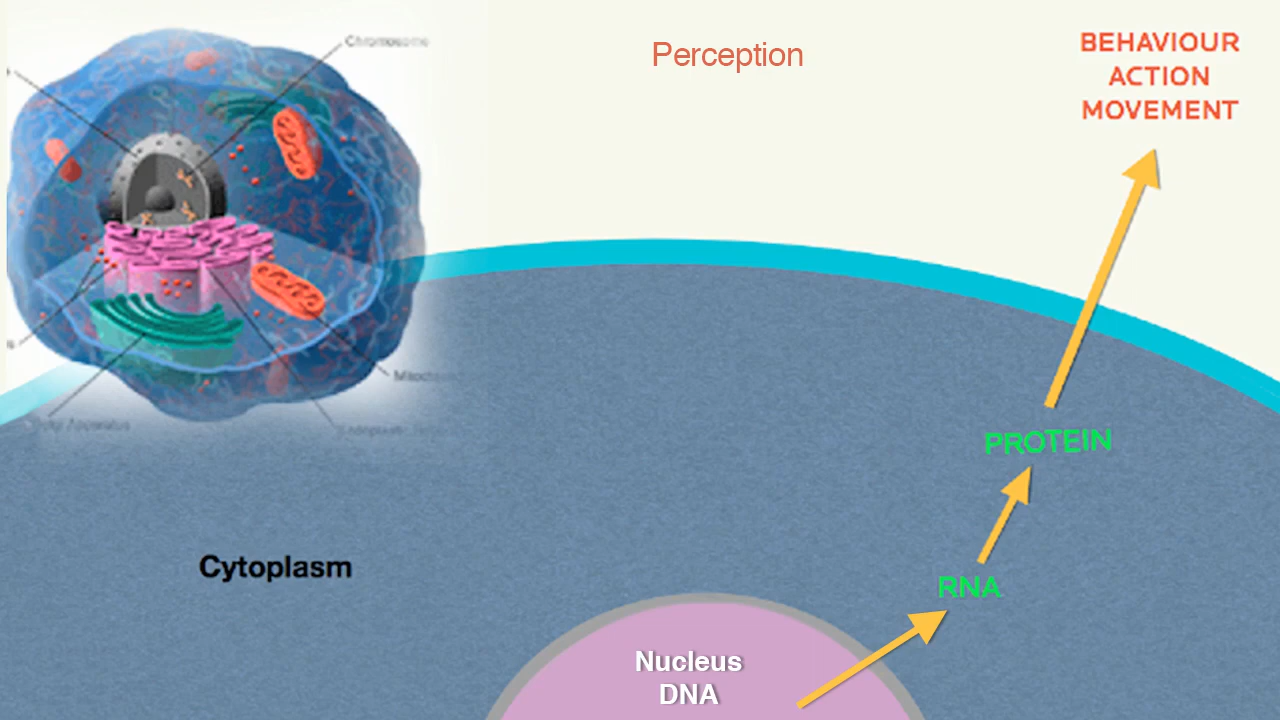 Chromosome
Perception
BEHAVIOUR
ACTION
MOVEMENT
PROTEIN
Cytoplasm
RNA
Nucleus
DNA